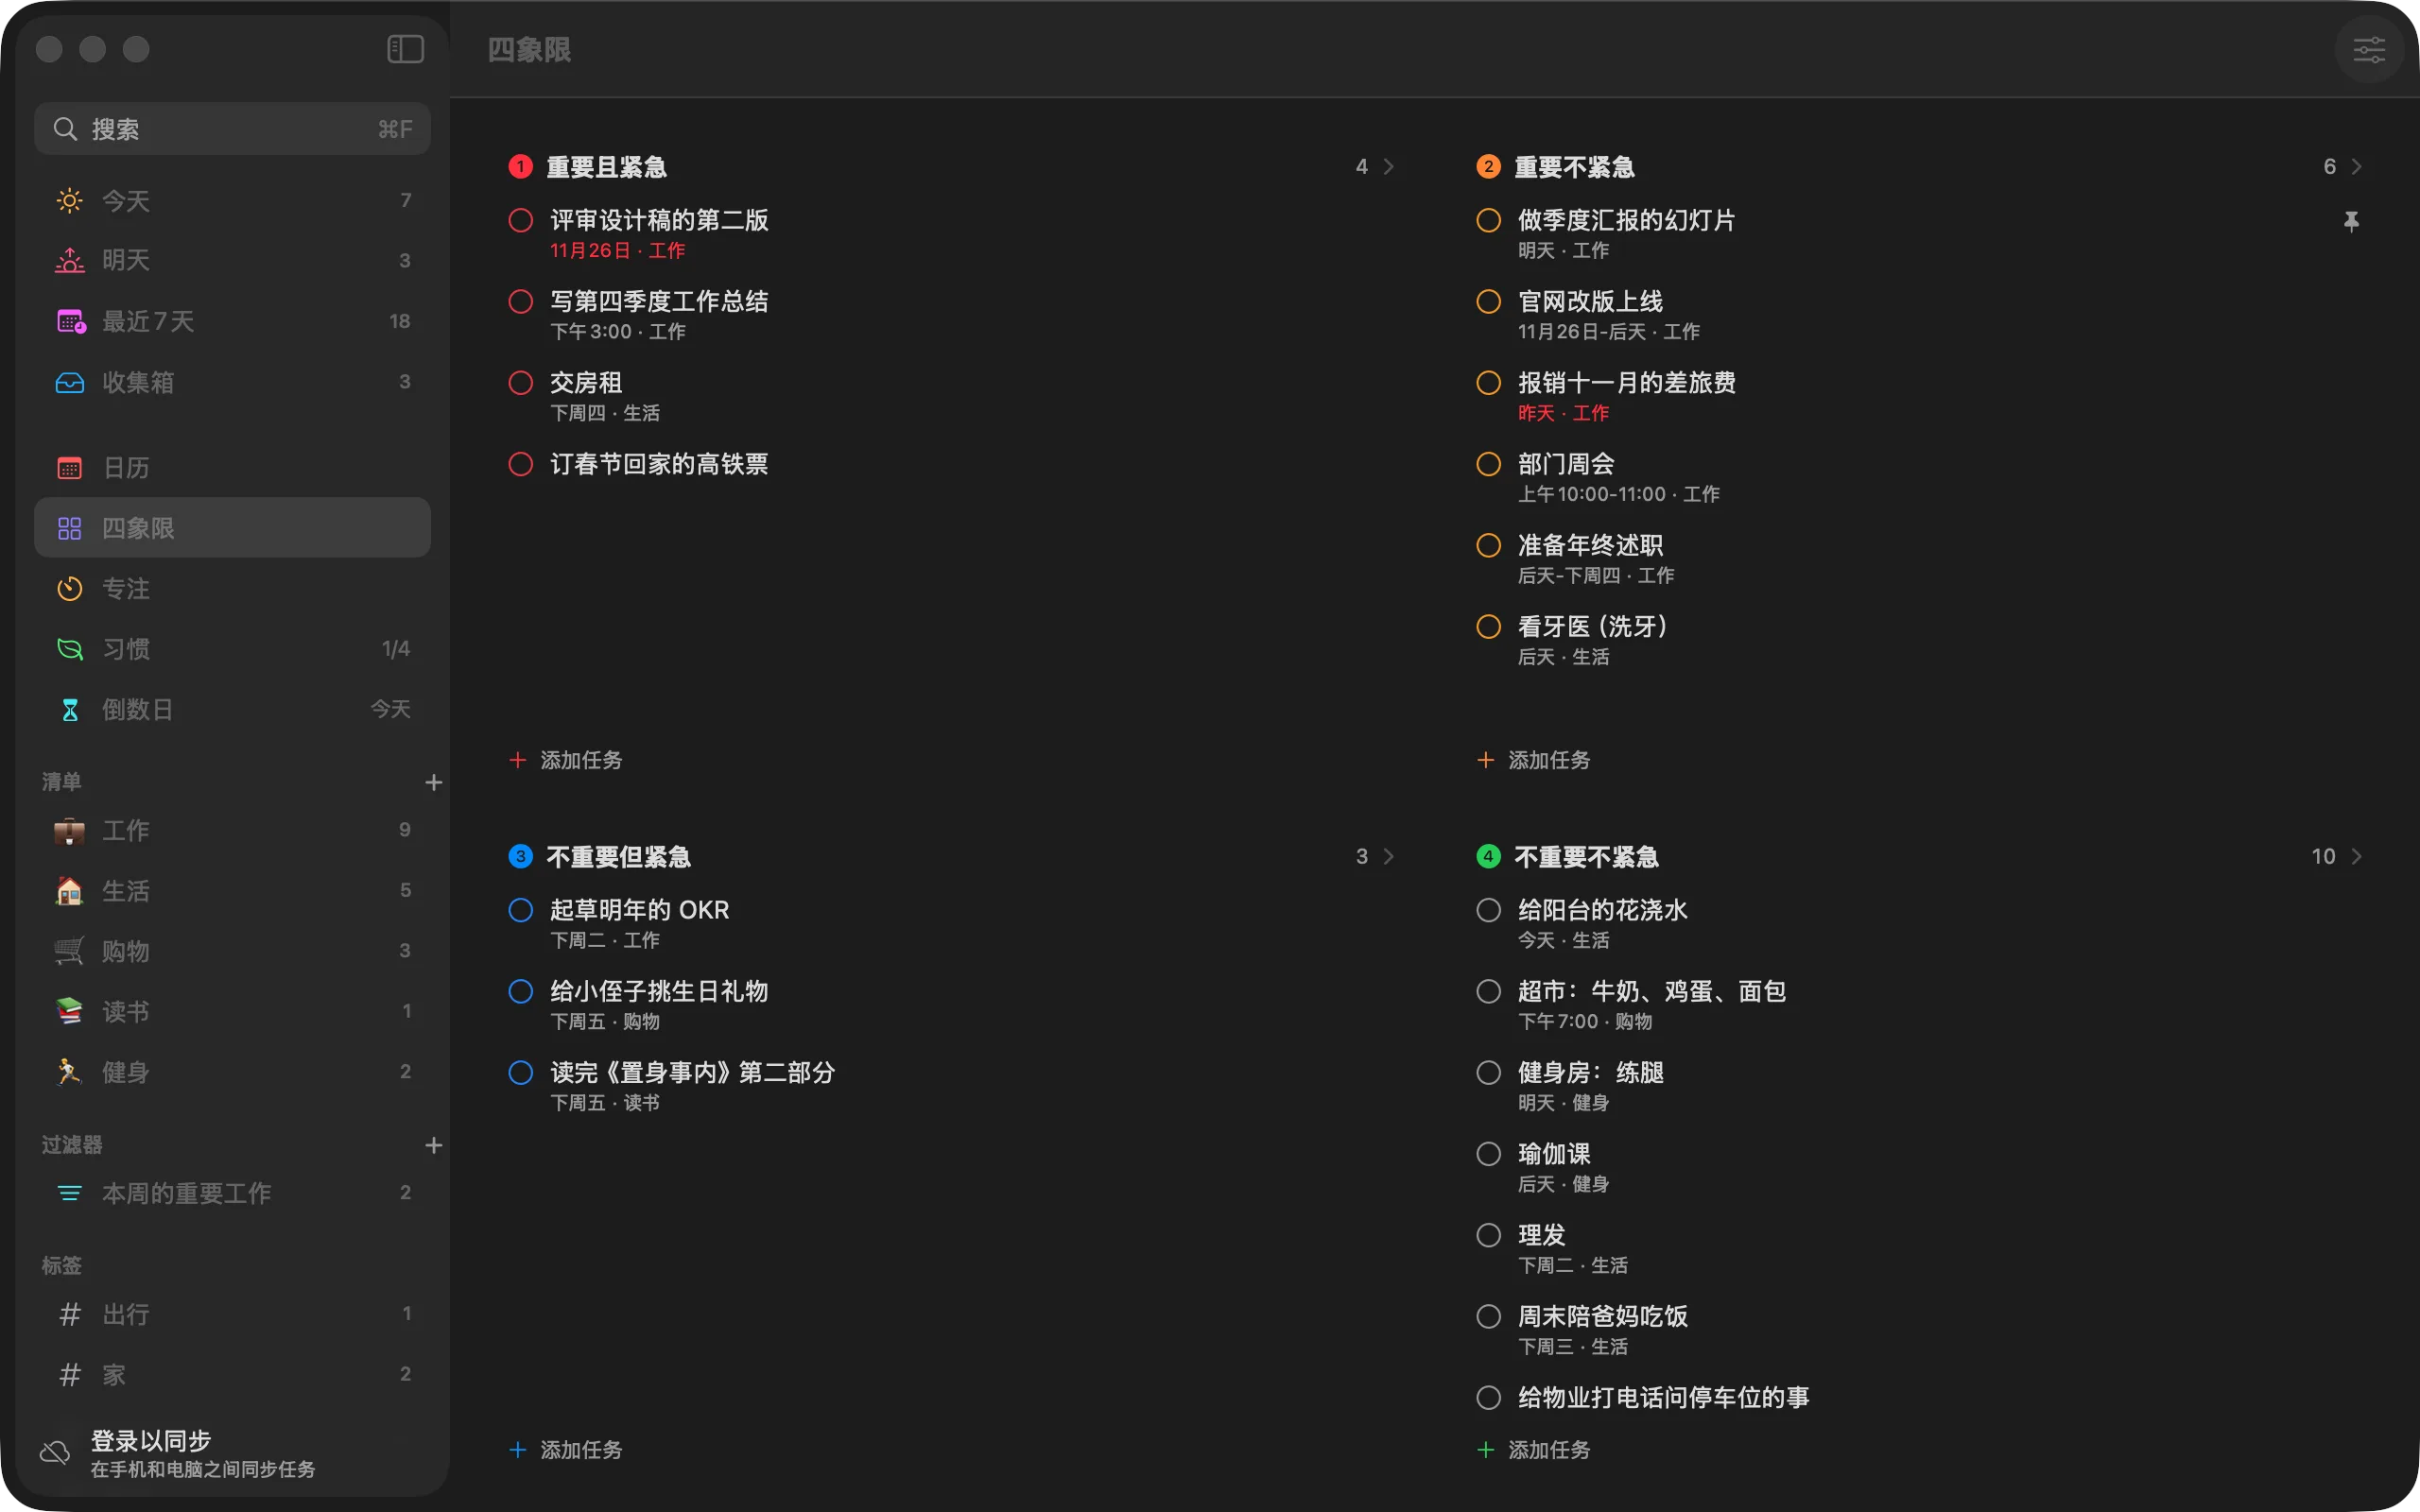 四象限
搜索 ⌘F
今天 7
明天 3
最近7天 18
收集箱 3
日历
四象限
专注
习惯 1/4
倒数日 今天
清单
工作 9
生活 5
购物 3
读书 1
健身 2
过滤器
本周的重要工作 2
标签
# 出行 1
# 家 2
登录以同步
在手机和电脑之间同步任务
1 重要且紧急 4
评审设计稿的第二版
11月26日 · 工作
写第四季度工作总结
下午3:00 · 工作
交房租
下周四 · 生活
订春节回家的高铁票
添加任务
2 重要不紧急 6
做季度汇报的幻灯片
明天 · 工作
官网改版上线
11月26日-后天 · 工作
报销十一月的差旅费
昨天 · 工作
部门周会
上午10:00-11:00 · 工作
准备年终述职
后天-下周四 · 工作
看牙医（洗牙）
后天 · 生活
添加任务
3 不重要但紧急 3
起草明年的 OKR
下周二 · 工作
给小侄子挑生日礼物
下周五 · 购物
读完《置身事内》第二部分
下周五 · 读书
添加任务
4 不重要不紧急 10
给阳台的花浇水
今天 · 生活
超市：牛奶、鸡蛋、面包
下午7:00 · 购物
健身房：练腿
明天 · 健身
瑜伽课
后天 · 健身
理发
下周二 · 生活
周末陪爸妈吃饭
下周三 · 生活
给物业打电话问停车位的事
添加任务